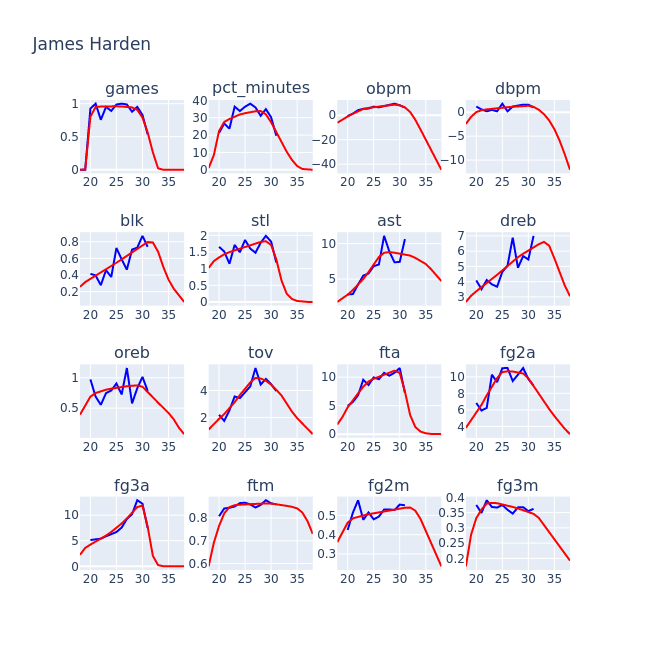 James Harden
games
pct_minutes
obpm
dbpm
1
0.5
0
20 25 30 35
40
30
20
10
0
20 25 30 35
0
−20
−40
20 25 30 35
0
−5
−10
20 25 30 35
blk
stl
ast
dreb
0.8
0.6
0.4
0.2
20 25 30 35
2
1.5
1
0.5
0
20 25 30 35
10
5
20 25 30 35
7
6
5
4
3
20 25 30 35
oreb
tov
fta
fg2a
1
0.5
20 25 30 35
4
2
20 25 30 35
10
5
0
20 25 30 35
10
8
6
4
20 25 30 35
fg3a
ftm
fg2m
fg3m
10
5
0
20 25 30 35
0.8
0.7
0.6
20 25 30 35
0.5
0.4
0.3
20 25 30 35
0.4
0.35
0.3
0.25
0.2
20 25 30 35